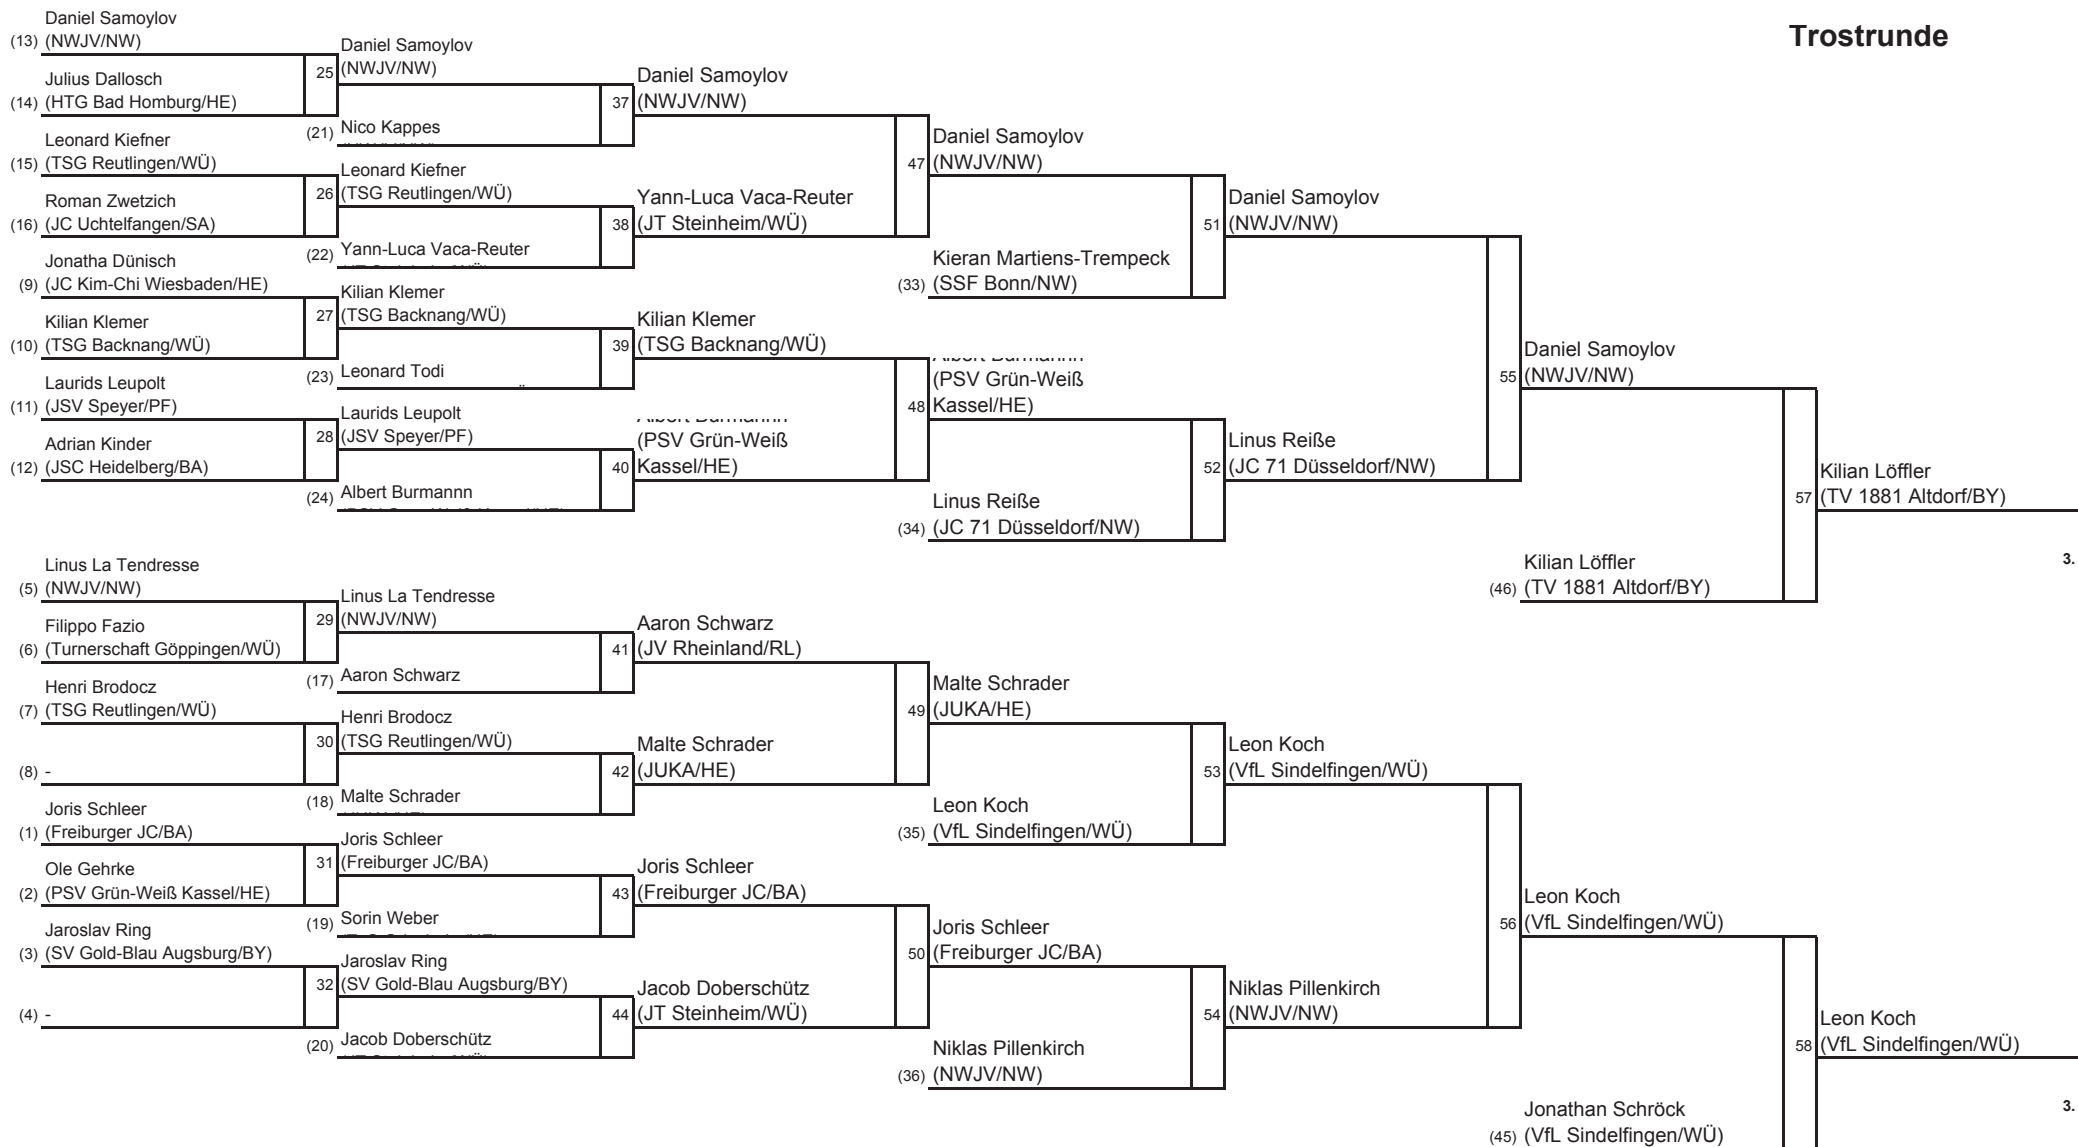 Trostrunde
Daniel Samoylov
(13) (NWJV/NW)
Julius Dallosch
(14) (HTG Bad Homburg/HE)
25
Leonard Kiefner
(15) (TSG Reutlingen/WÜ)
Roman Zwetzich
(16) (JC Uchtelfangen/SA)
26
Jonatha Dünisch
(9) (JC Kim-Chi Wiesbaden/HE)
Kilian Klemer
(10) (TSG Backnang/WÜ)
27
Laurids Leupolt
(11) (JSV Speyer/PF)
Adrian Kinder
(12) (JSC Heidelberg/BA)
28
Linus La Tendresse
(5) (NWJV/NW)
Filippo Fazio
(6) (Turnerschaft Göppingen/WÜ)
29
Henri Brodocz
(7) (TSG Reutlingen/WÜ)
(8) -
30
Joris Schleer
(1) (Freiburger JC/BA)
Ole Gehrke
(2) (PSV Grün-Weiß Kassel/HE)
31
Jaroslav Ring
(3) (SV Gold-Blau Augsburg/BY)
(4) -
32
Daniel Samoylov
(NWJV/NW)
(21) Nico Kappes
37
Leonard Kiefner
(TSG Reutlingen/WÜ)
(22) Yann-Luca Vaca-Reuter
38
Kilian Klemer
(TSG Backnang/WÜ)
(23) Leonard Todi
39
Laurids Leupolt
(JSV Speyer/PF)
(24) Albert Burmannn
40
Linus La Tendresse
(NWJV/NW)
(17) Aaron Schwarz
41
Henri Brodocz
(TSG Reutlingen/WÜ)
(18) Malte Schrader
42
Joris Schleer
(Freiburger JC/BA)
(19) Sorin Weber
43
Jaroslav Ring
(SV Gold-Blau Augsburg/BY)
(20) Jacob Doberschütz
44
Daniel Samoylov
(NWJV/NW)
Yann-Luca Vaca-Reuter
(JT Steinheim/WÜ)
47
Kilian Klemer
(TSG Backnang/WÜ)
(PSV Grün-Weiß
Kassel/HE)
48
Aaron Schwarz
(JV Rheinland/RL)
Malte Schrader
(JUKA/HE)
49
Joris Schleer
(Freiburger JC/BA)
Jacob Doberschütz
(JT Steinheim/WÜ)
50
Daniel Samoylov
(NWJV/NW)
Kieran Martiens-Trempeck
(33) (SSF Bonn/NW)
51
(PSV Grün-Weiß
Kassel/HE)
Linus Reiße
(34) (JC 71 Düsseldorf/NW)
52
Malte Schrader
(JUKA/HE)
Leon Koch
(35) (VfL Sindelfingen/WÜ)
53
Joris Schleer
(Freiburger JC/BA)
Niklas Pillenkirch
(36) (NWJV/NW)
54
Daniel Samoylov
(NWJV/NW)
Linus Reiße
(JC 71 Düsseldorf/NW)
55
Leon Koch
(VfL Sindelfingen/WÜ)
Niklas Pillenkirch
(NWJV/NW)
56
Daniel Samoylov
(NWJV/NW)
Kilian Löffler
(46) (TV 1881 Altdorf/BY)
57
Leon Koch
(VfL Sindelfingen/WÜ)
Jonathan Schröck
(45) (VfL Sindelfingen/WÜ)
58
Kilian Löffler
(TV 1881 Altdorf/BY)
3.
Leon Koch
(VfL Sindelfingen/WÜ)
3.